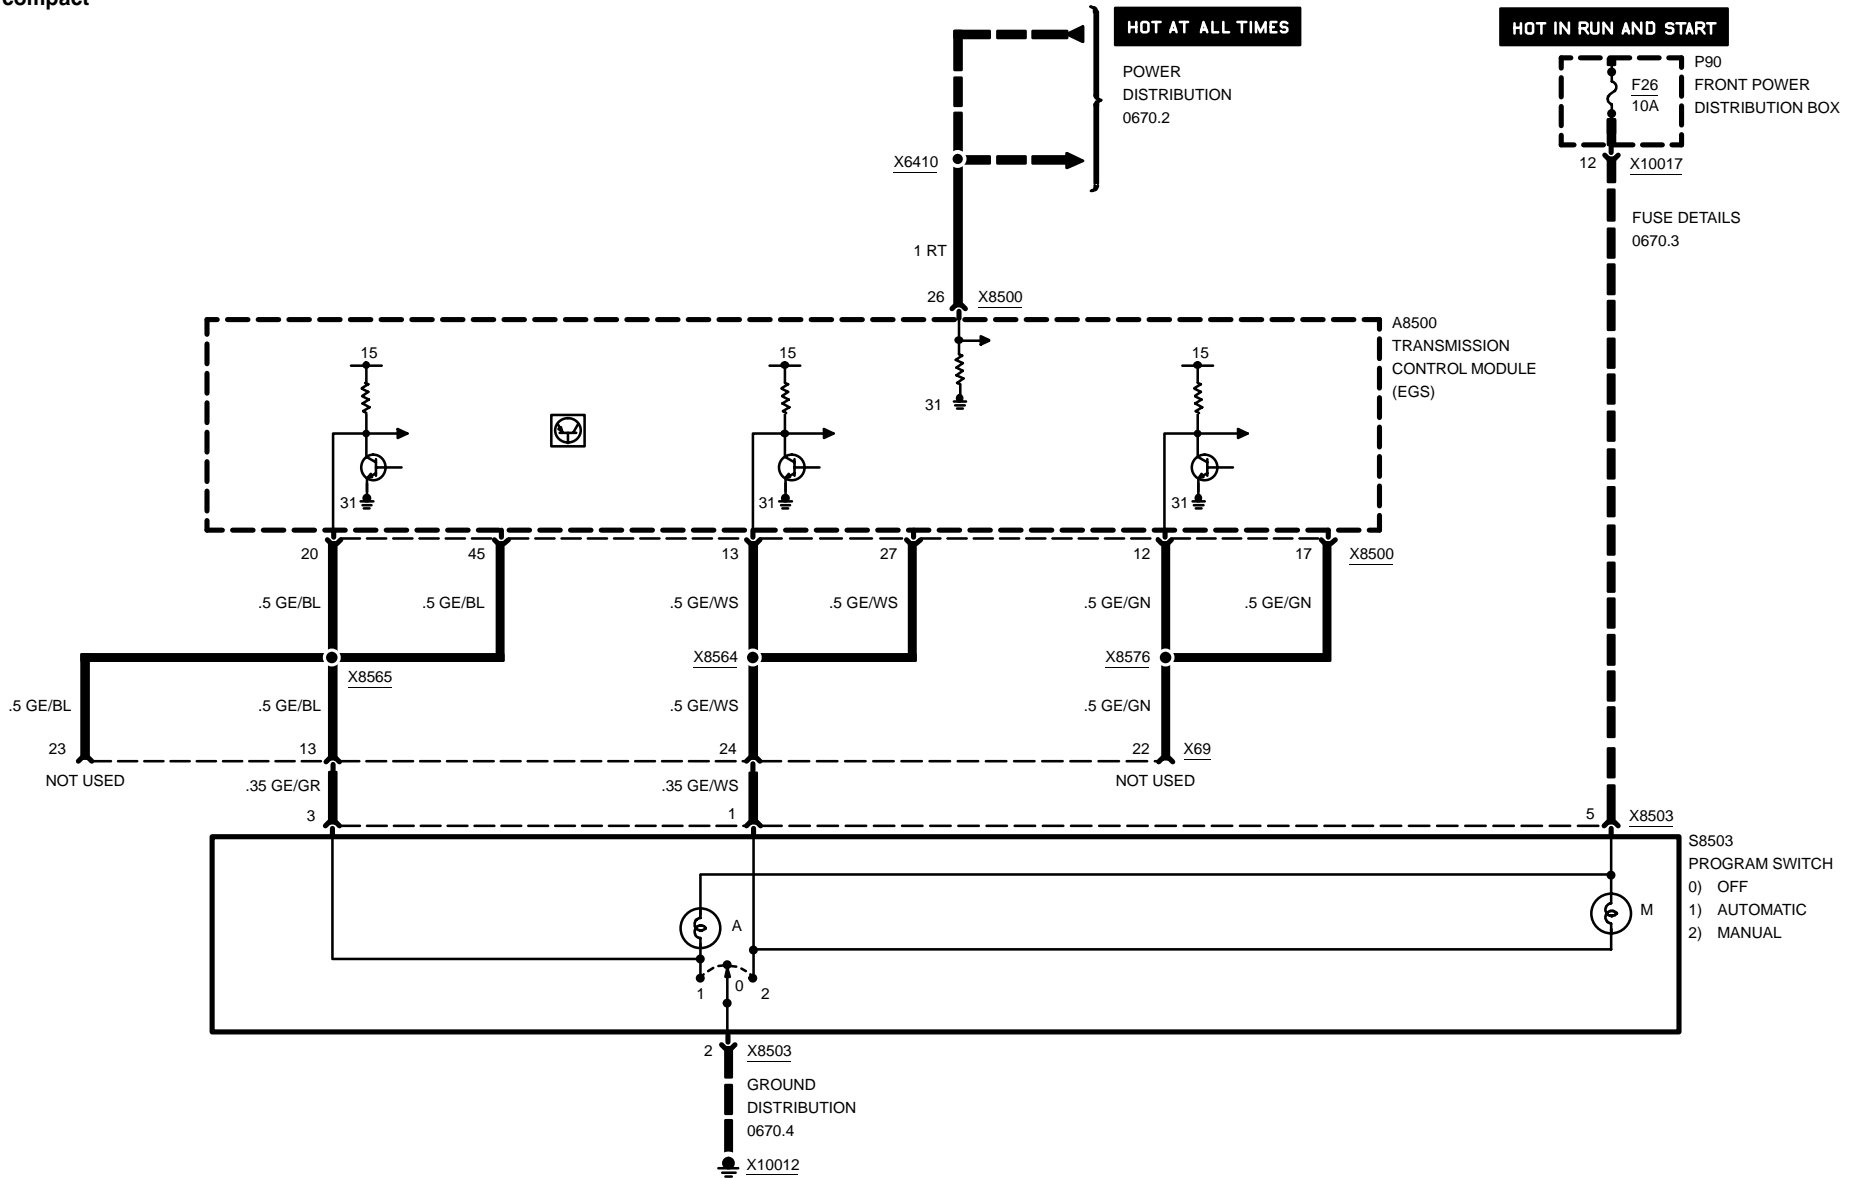 compact
HOT AT ALL TIMES
HOT IN RUN AND START
POWER
DISTRIBUTION
0670.2
F26
10A
P90
FRONT POWER
DISTRIBUTION BOX
X6410
12
X10017
FUSE DETAILS
0670.3
1 RT
26
X8500
A8500
TRANSMISSION
CONTROL MODULE
(EGS)
15
15
15
31
31
31
31
20
45
13
27
12
17
X8500
.5 GE/BL
.5 GE/BL
.5 GE/WS
.5 GE/WS
.5 GE/GN
.5 GE/GN
X8565
X8564
X8576
.5 GE/BL
.5 GE/BL
.5 GE/WS
.5 GE/GN
23
13
24
22
X69
NOT USED
NOT USED
.35 GE/GR
.35 GE/WS
3
1
5
X8503
S8503
PROGRAM SWITCH
0) OFF
1) AUTOMATIC
2) MANUAL
A
M
1
0
2
2
X8503
GROUND
DISTRIBUTION
0670.4
X10012